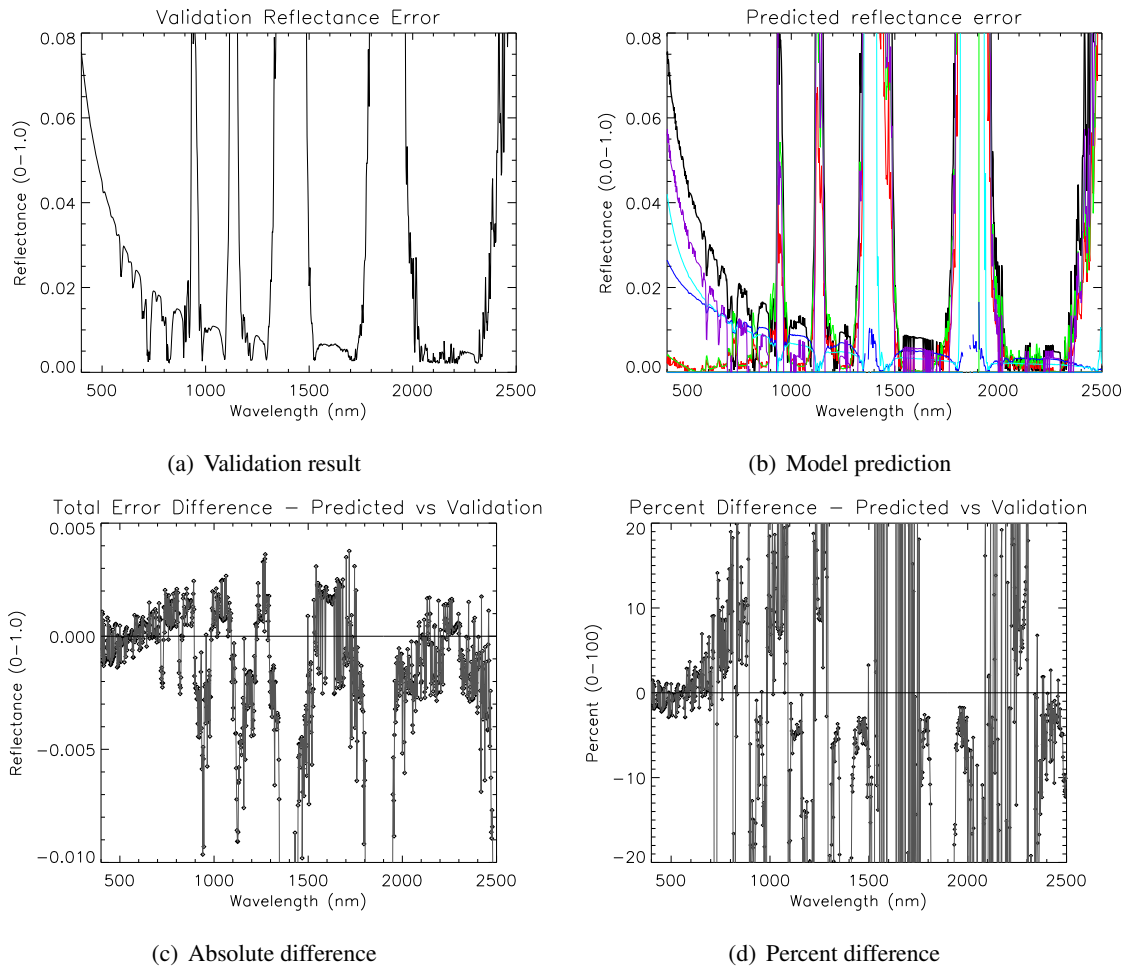 Validation Reflectance Error
Reflectance (0-1.0)
0.08
0.06
0.04
0.02
0.00
500 1000 1500 2000 2500
Wavelength (nm)
(a) Validation result
Predicted reflectance error
Reflectance (0.0-1.0)
0.08
0.06
0.04
0.02
0.00
500 1000 1500 2000 2500
Wavelength (nm)
(b) Model prediction
Total Error Difference – Predicted vs Validation
Reflectance (0-1.0)
0.005
0.000
-0.005
-0.010
500 1000 1500 2000 2500
Wavelength (nm)
(c) Absolute difference
Percent Difference – Predicted vs Validation
Percent (0-100)
20
10
0
-10
-20
500 1000 1500 2000 2500
Wavelength (nm)
(d) Percent difference